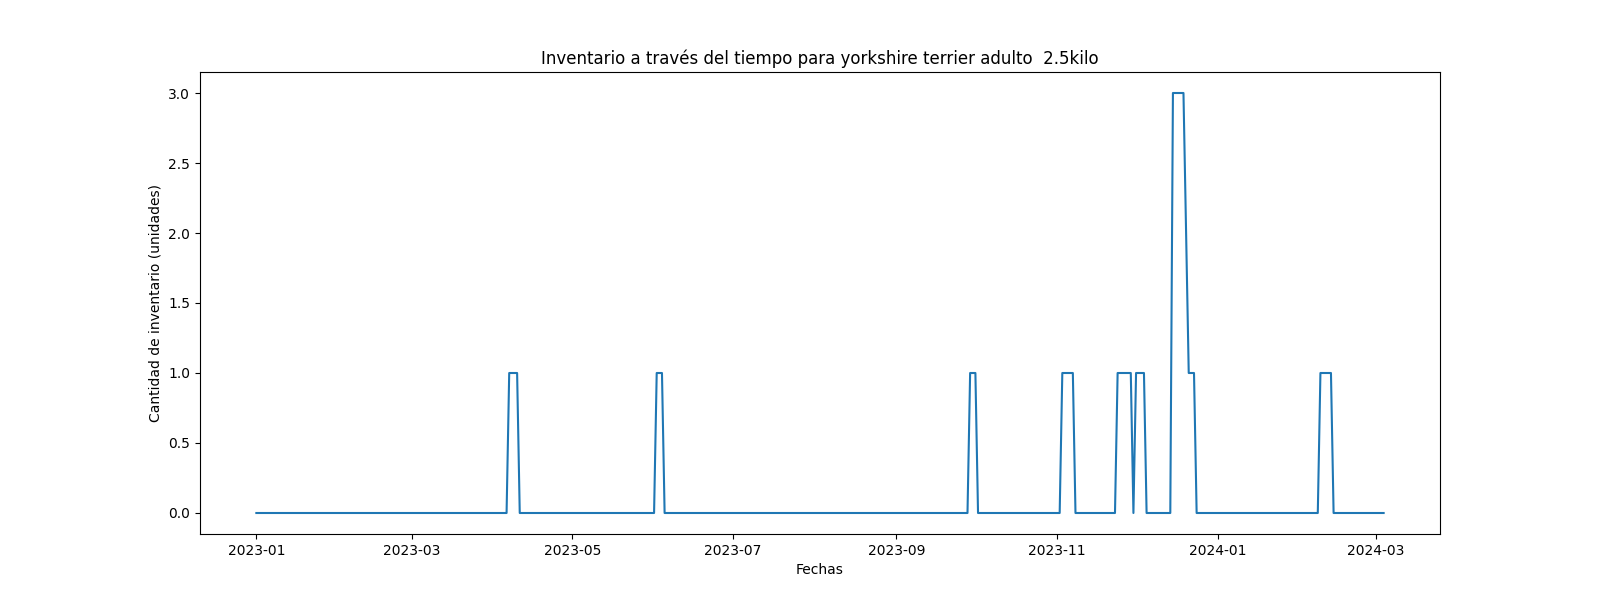 Inventario a través del tiempo para yorkshire terrier adulto  2.5kilo
Cantidad de inventario (unidades)
3.0
2.5
2.0
1.5
1.0
0.5
0.0
2023-01 2023-03 2023-05 2023-07 2023-09 2023-11 2024-01 2024-03
Fechas